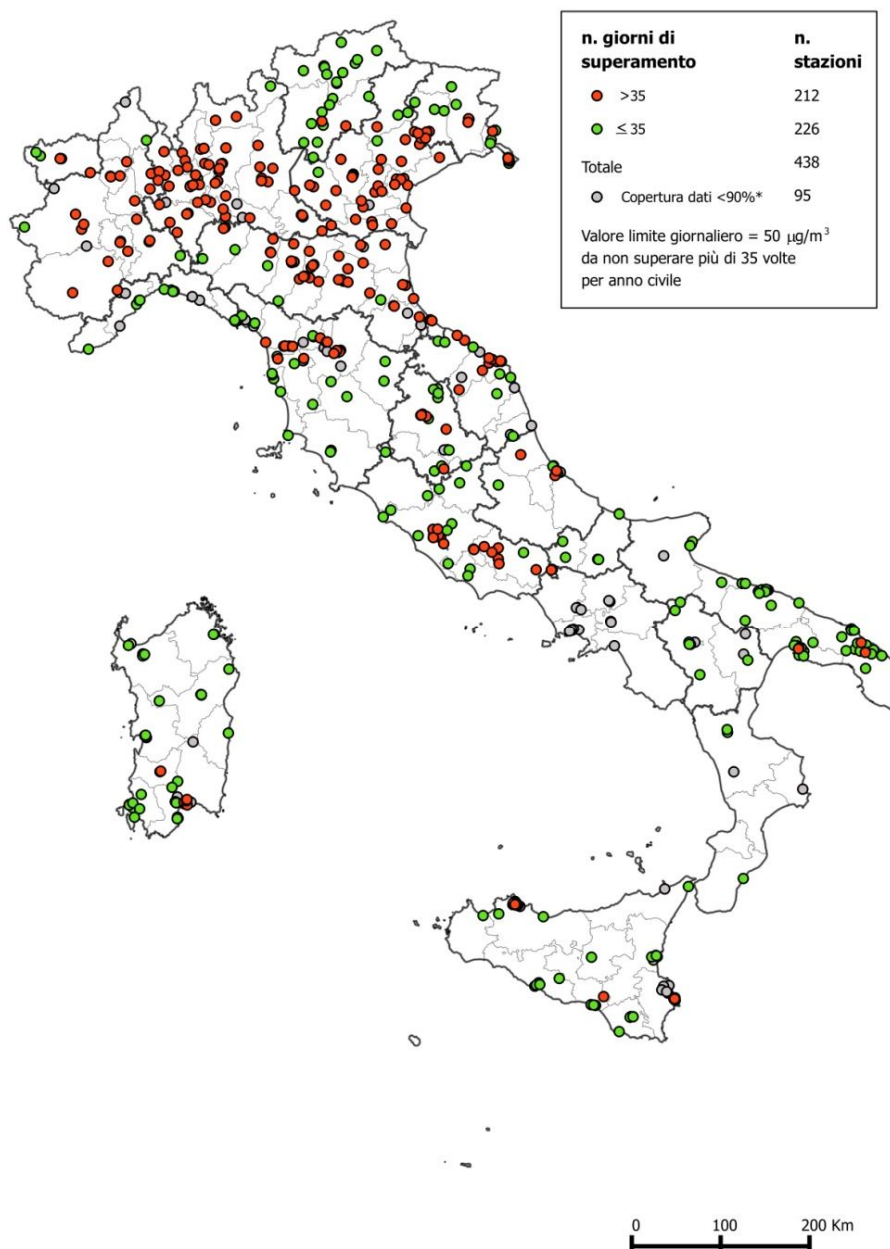 n. giorni di superamento
n. stazioni
>35 212
≤ 35 226
Totale 438
Copertura dati <90%* 95
Valore limite giornaliero = 50 µg/m³
da non superare più di 35 volte
per anno civile
0 100 200 Km